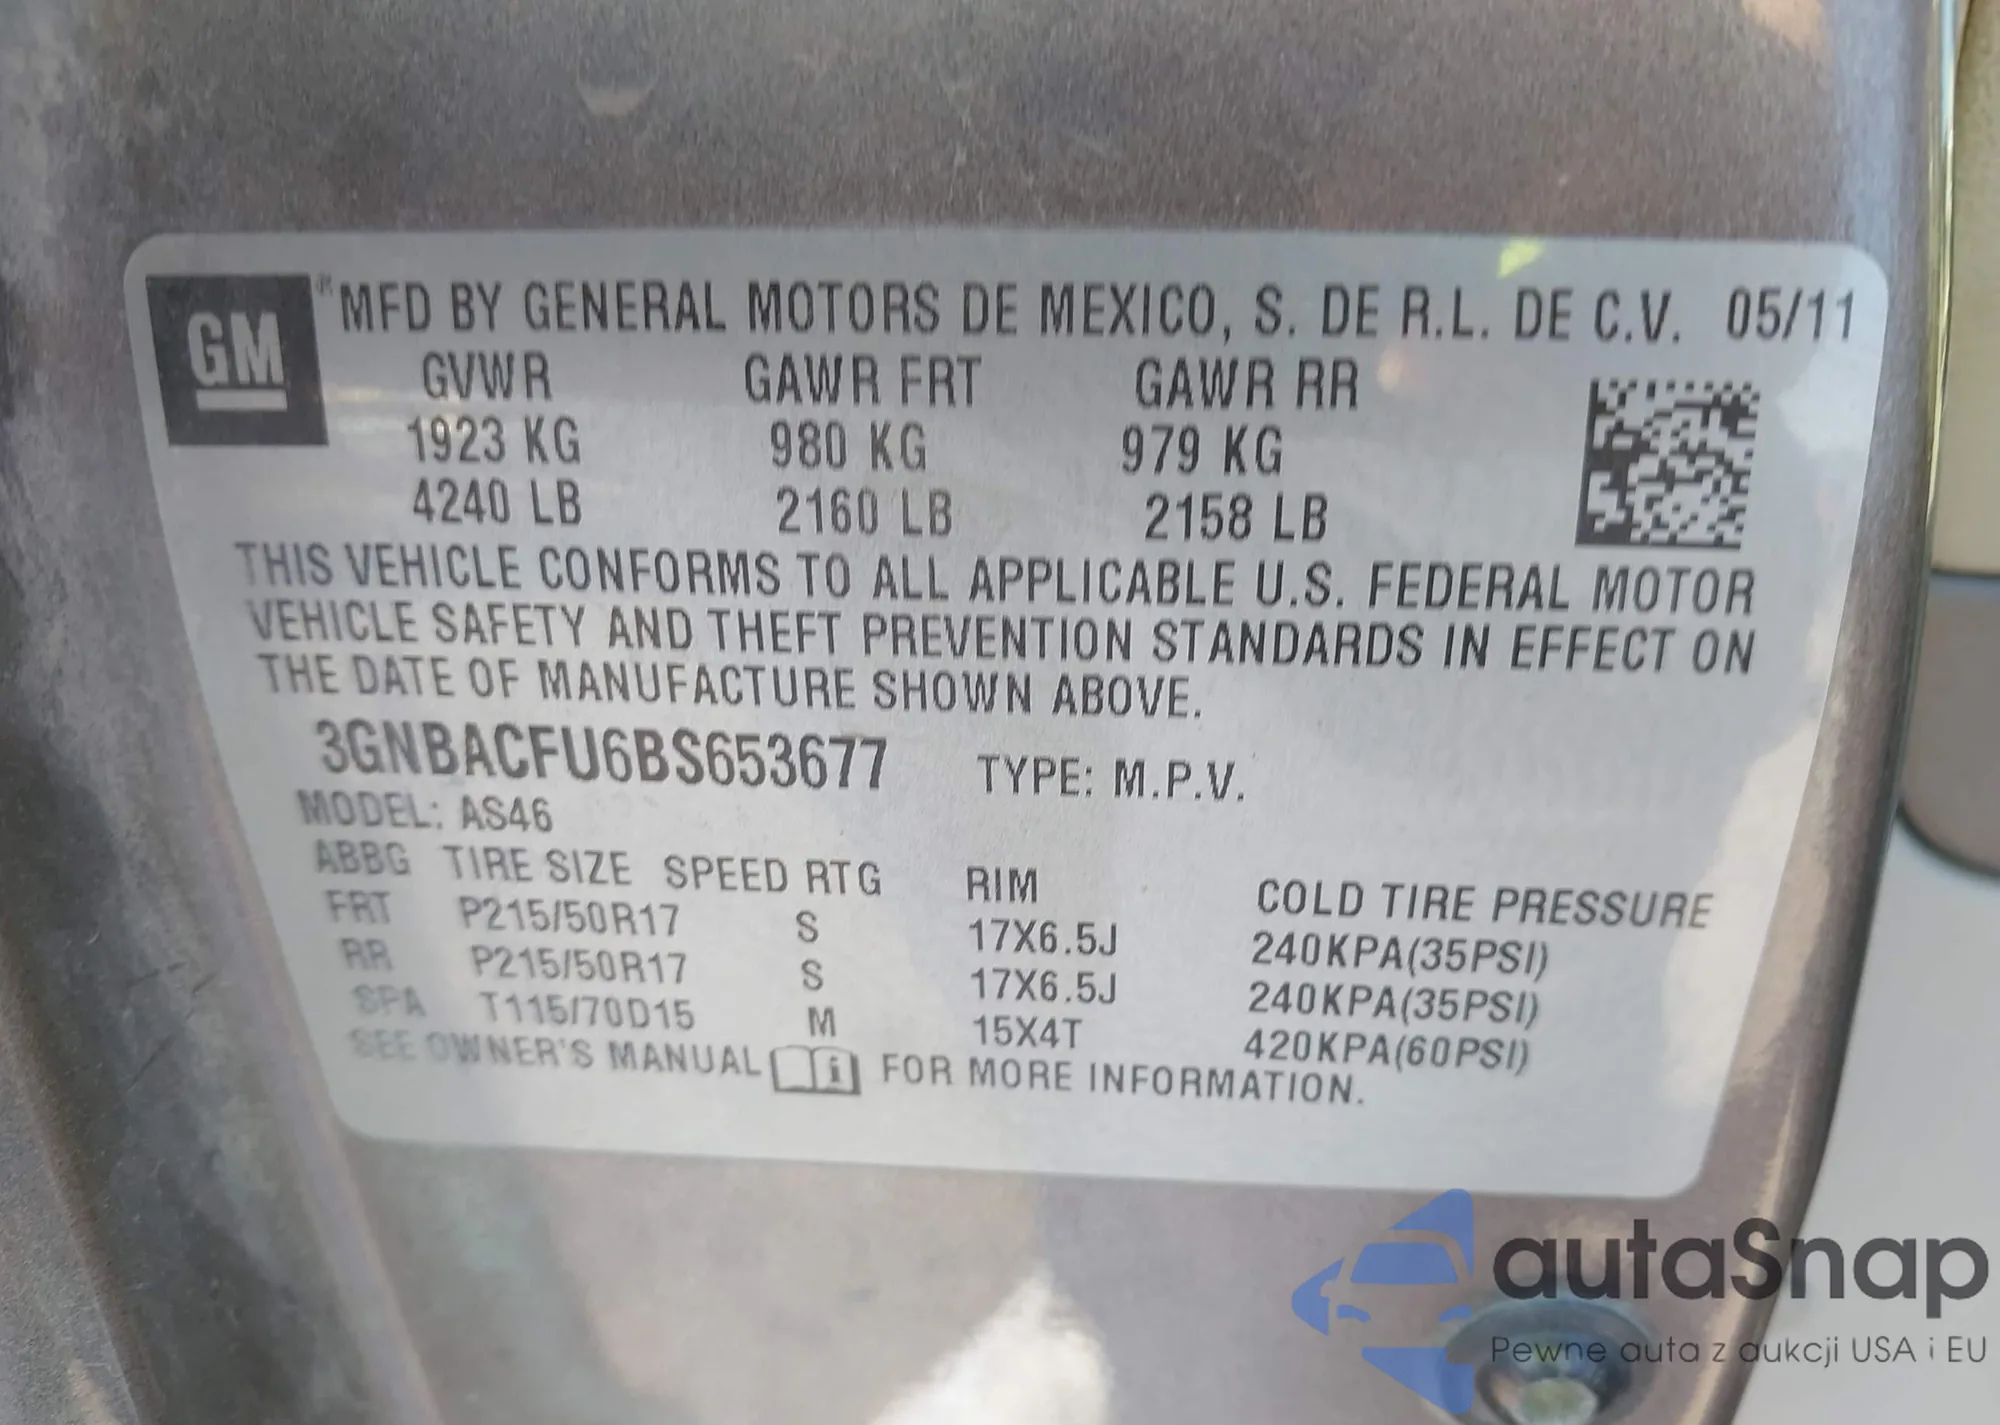 GM ® MFD BY GENERAL MOTORS DE MEXICO, S. DE R.L. DE C.V. 05/11
GVWR GAWR FRT GAWR RR
1923 KG 980 KG 979 KG
4240 LB 2160 LB 2158 LB
THIS VEHICLE CONFORMS TO ALL APPLICABLE U.S. FEDERAL MOTOR
VEHICLE SAFETY AND THEFT PREVENTION STANDARDS IN EFFECT ON
THE DATE OF MANUFACTURE SHOWN ABOVE.
3GNBACFU6BS653677 TYPE: M.P.V.
MODEL: AS46
ABBG TIRE SIZE SPEED RTG RIM COLD TIRE PRESSURE
FRT P215/50R17 S 17X6.5J 240KPA(35PSI)
RR P215/50R17 S 17X6.5J 240KPA(35PSI)
SPA T115/70D15 M 15X4T 420KPA(60PSI)
SEE OWNER'S MANUAL FOR MORE INFORMATION.
autaSnap
Pewne auta z aukcji USA i EU